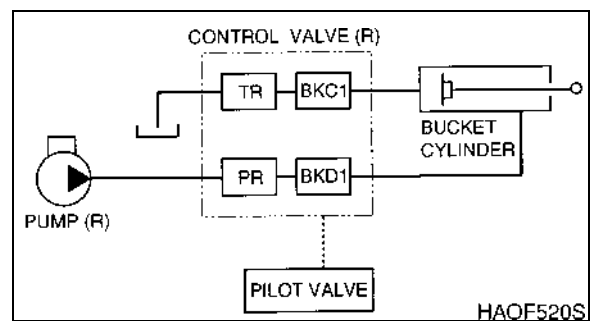 CONTROL VALVE (R)
TR
BKC1
BUCKET
CYLINDER
PR
BKD1
PUMP (R)
PILOT VALVE
HAOF520S